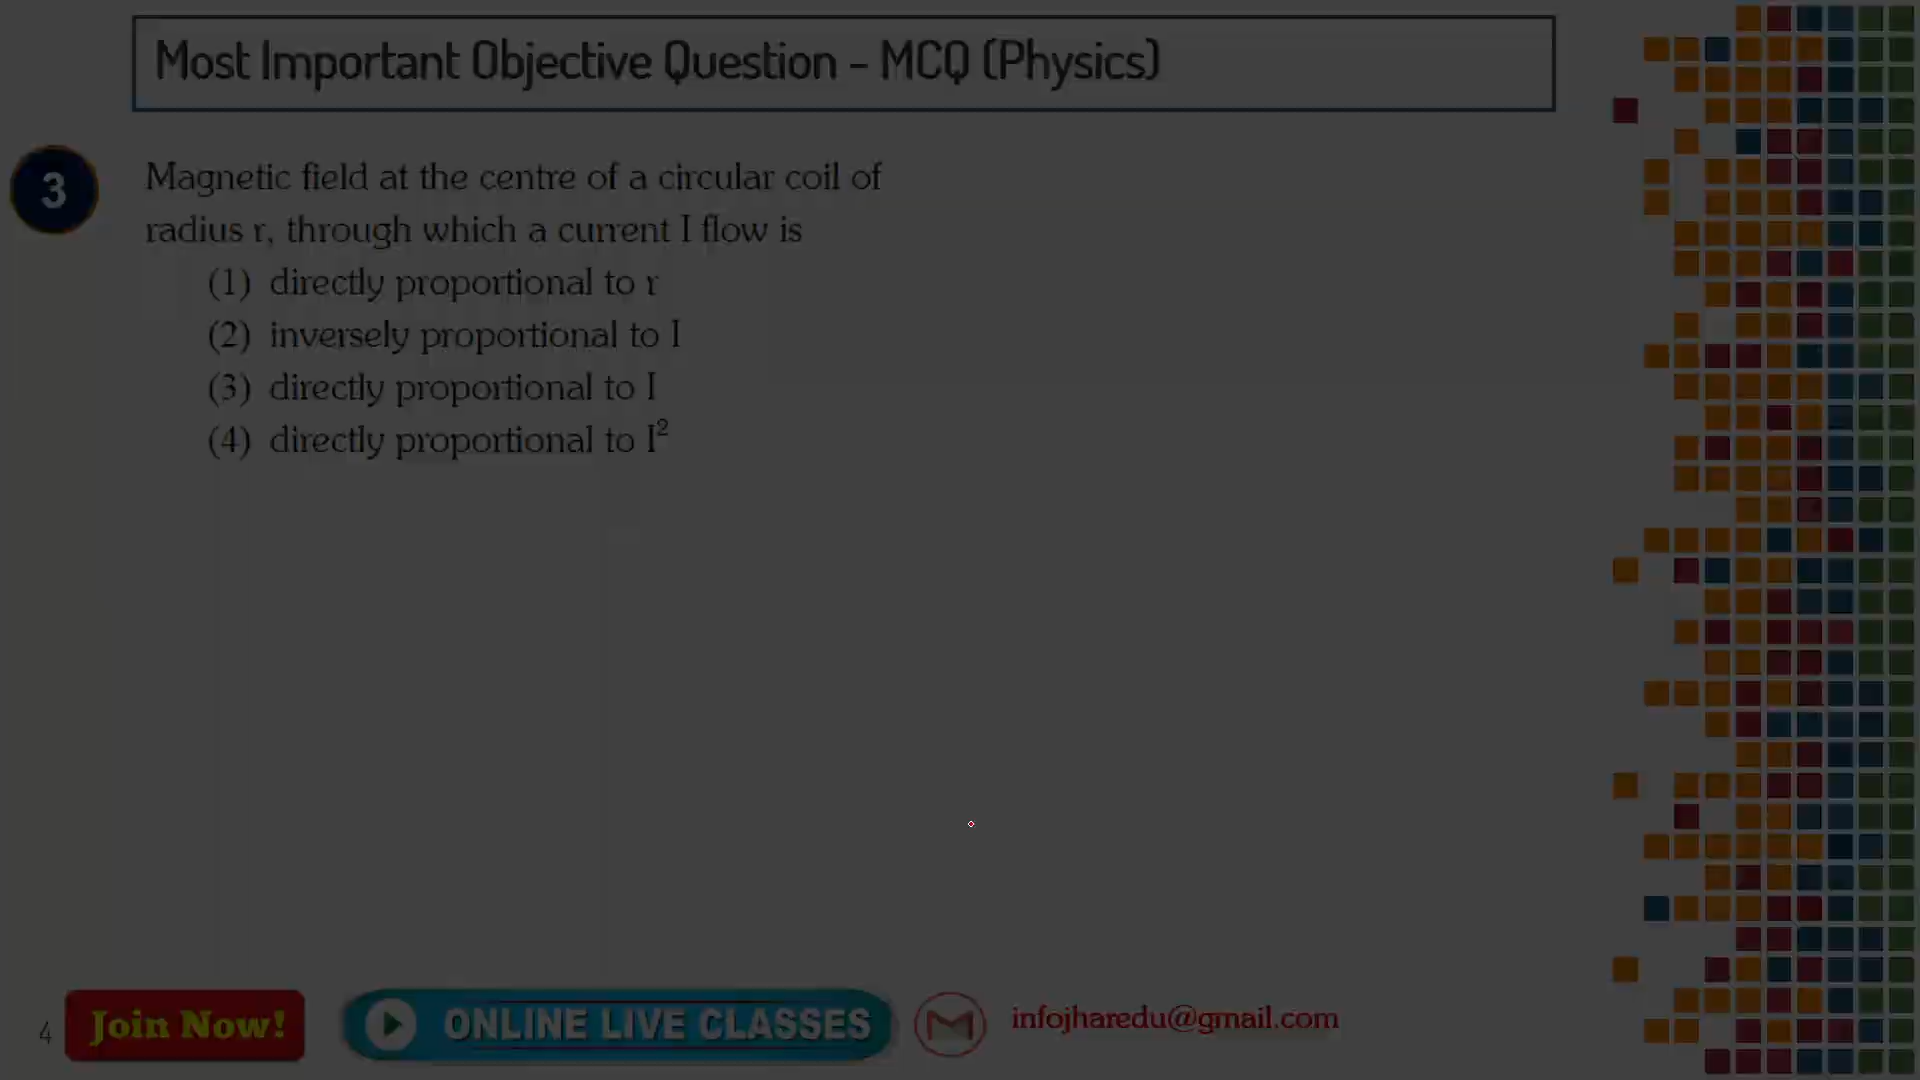 Most Important Objective Question - MCQ (Physics)
3
Magnetic field at the centre of a circular coil of
radius r, through which a current I flow is
(1) directly proportional to r
(2) inversely proportional to I
(3) directly proportional to I
(4) directly proportional to I²
4
Join Now!
ONLINE LIVE CLASSES
infojharedu@gmail.com